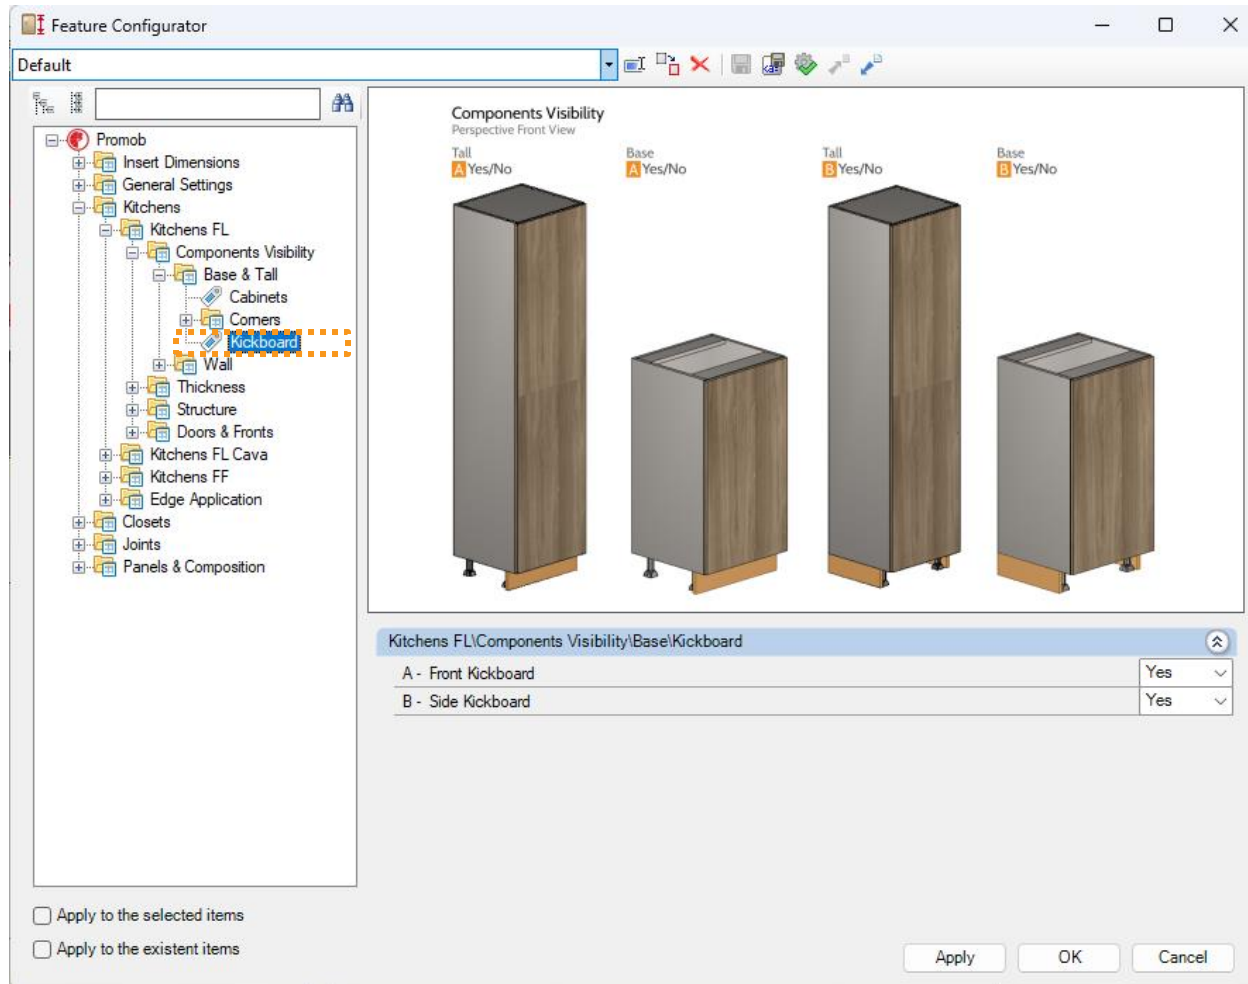 Feature Configurator
Default
Components Visibility
Perspective Front View
Tall
A Yes/No
Base
A Yes/No
Tall
B Yes/No
Base
B Yes/No
Promob
Insert Dimensions
General Settings
Kitchens
Kitchens FL
Components Visibility
Base & Tall
Cabinets
Corners
Kickboard
Wall
Thickness
Structure
Doors & Fronts
Kitchens FL Cava
Kitchens FF
Edge Application
Closets
Joints
Panels & Composition
Kitchens FL\Components Visibility\Base\Kickboard
A - Front Kickboard Yes
B - Side Kickboard Yes
Apply to the selected items
Apply to the existent items
Apply OK Cancel